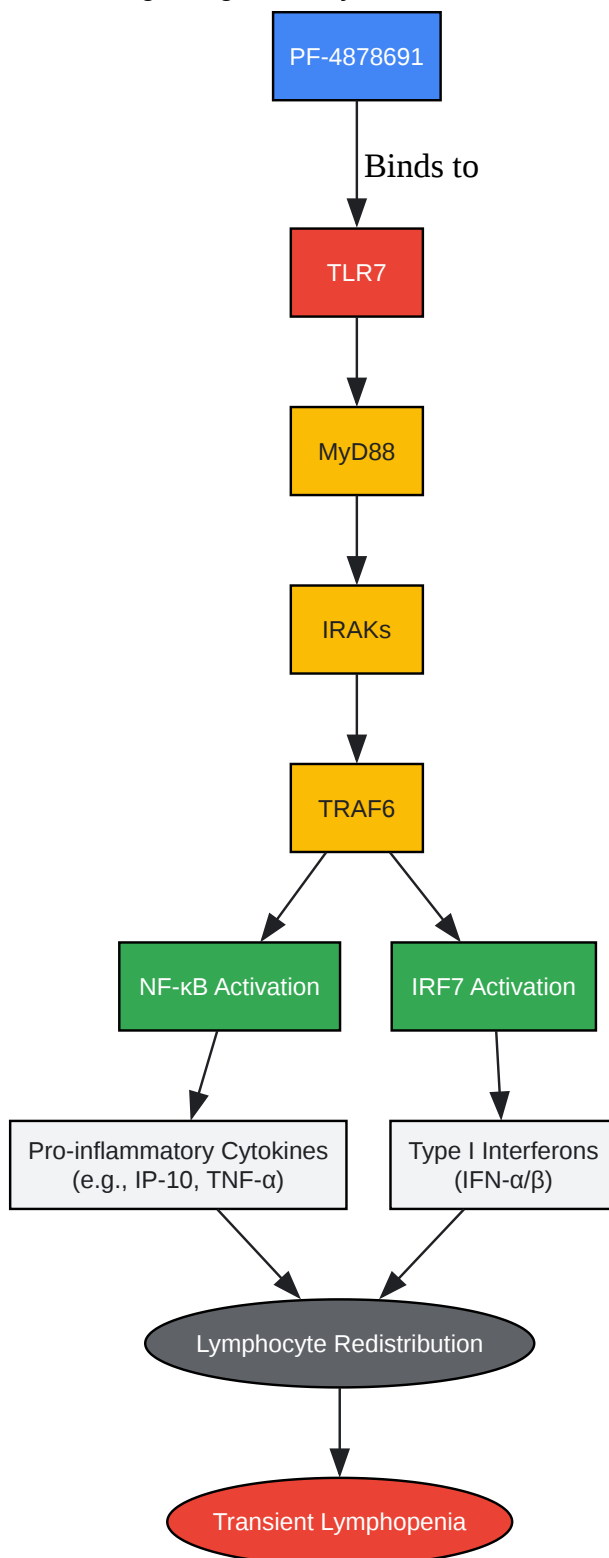 PF-4878691
Binds to
TLR7
MyD88
IRAKs
TRAF6
NF-κB Activation
IRF7 Activation
Pro-inflammatory Cytokines
(e.g., IP-10, TNF-α)
Type I Interferons
(IFN-α/β)
Lymphocyte Redistribution
Transient Lymphopenia